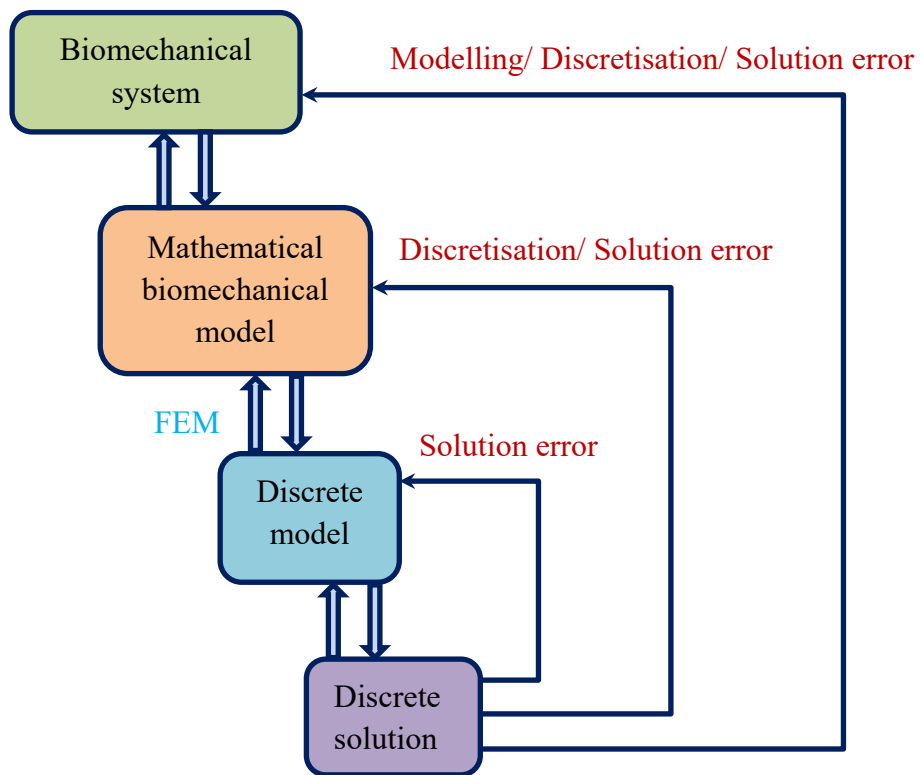 Biomechanical
system
Modelling/ Discretisation/ Solution error
Mathematical
biomechanical
model
Discretisation/ Solution error
FEM
Solution error
Discrete
model
Discrete
solution